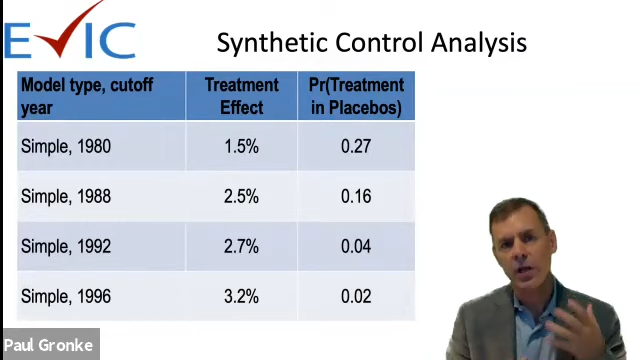 EVIC
Synthetic Control Analysis
Model type, cutoff
year
Treatment
Effect
Pr(Treatment
in Placebos)
Simple, 1980
1.5%
0.27
Simple, 1988
2.5%
0.16
Simple, 1992
2.7%
0.04
Simple, 1996
3.2%
0.02
Paul Gronke